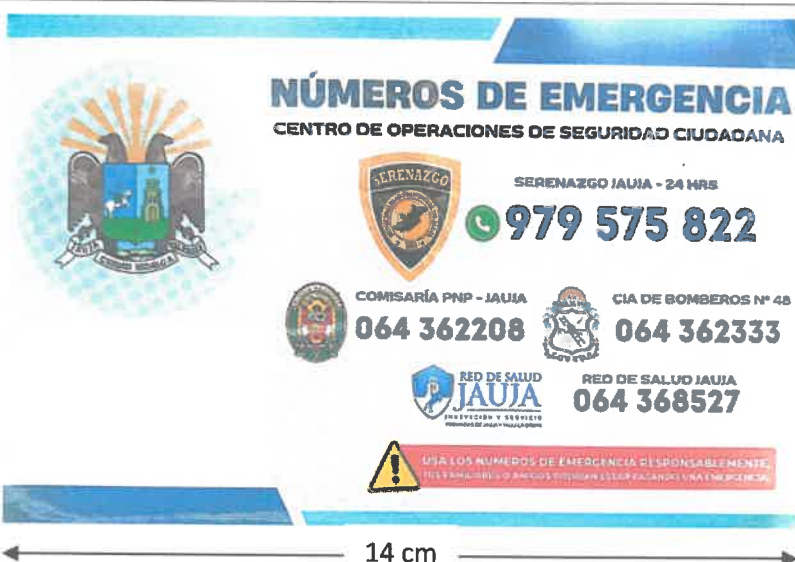 NÚMEROS DE EMERGENCIA
CENTRO DE OPERACIONES DE SEGURIDAD CIUDADANA
SERENAZGO
SERENAZGO JAUJA - 24 HRS
979 575 822
COMISARÍA PNP - JAUJA
064 362208
CIA DE BOMBEROS Nº 48
064 362333
RED DE SALUD
JAUJA
RED DE SALUD JAUJA
064 368527
USA LOS NUMEROS DE EMERGENCIA RESPONSABLEMENTE,
14 cm